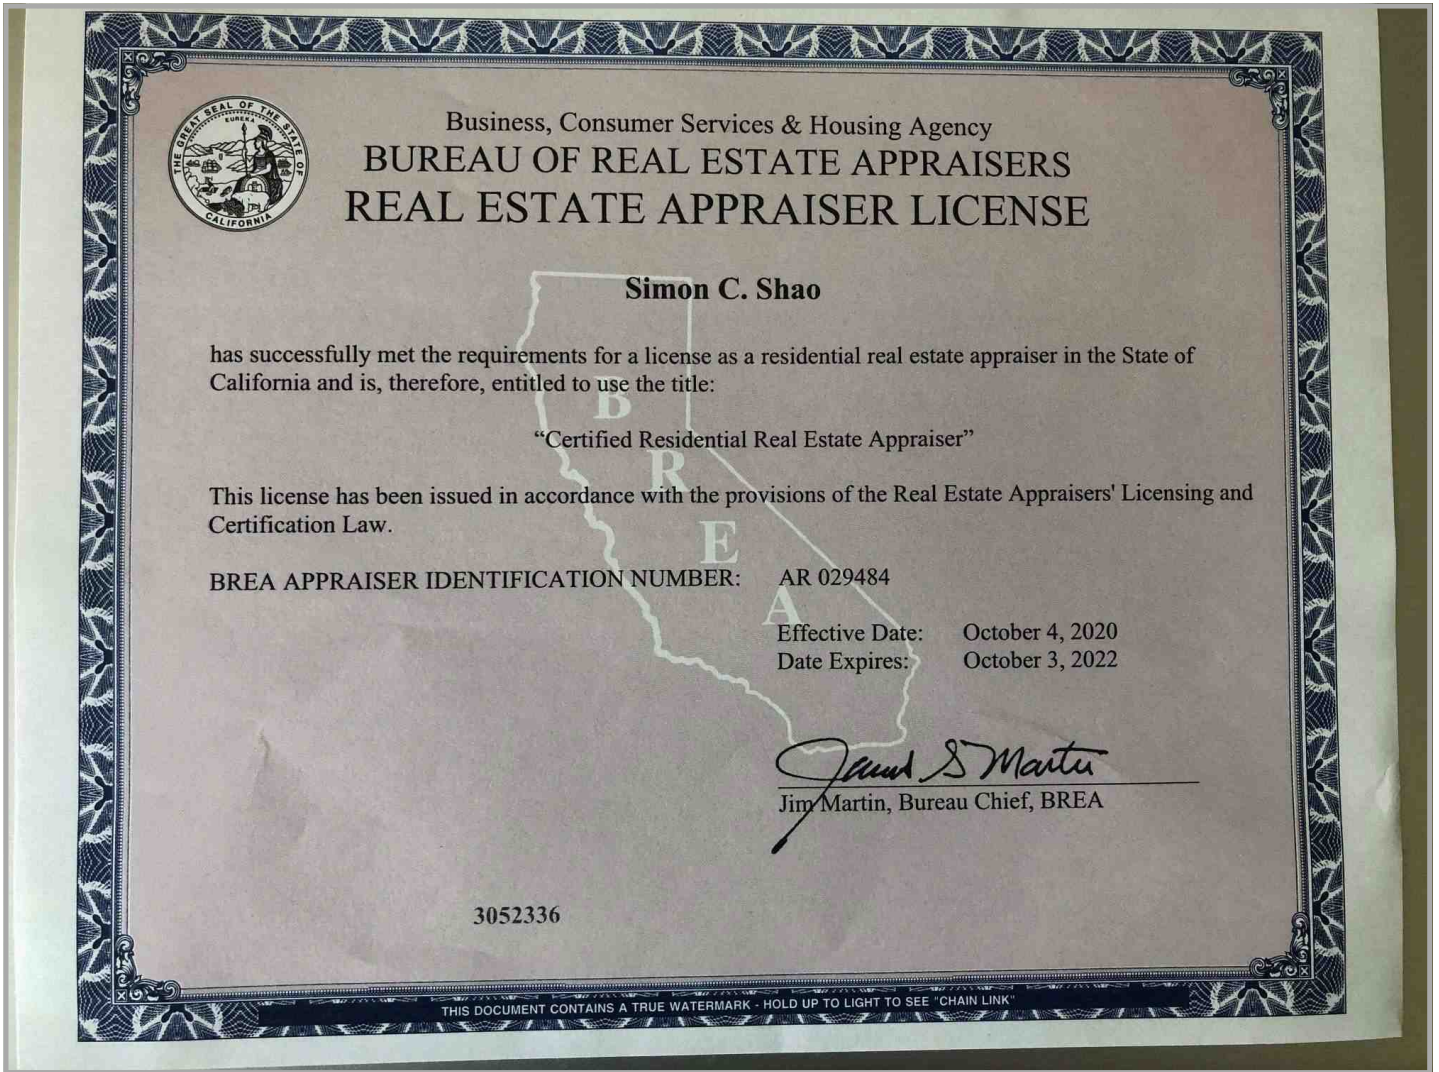 THE GREAT SEAL OF THE STATE OF CALIFORNIA
EUREKA
Business, Consumer Services & Housing Agency
BUREAU OF REAL ESTATE APPRAISERS
REAL ESTATE APPRAISER LICENSE
Simon C. Shao
has successfully met the requirements for a license as a residential real estate appraiser in the State of
California and is, therefore, entitled to use the title:
“Certified Residential Real Estate Appraiser”
This license has been issued in accordance with the provisions of the Real Estate Appraisers' Licensing and
Certification Law.
B
R
E
A
BREA APPRAISER IDENTIFICATION NUMBER: AR 029484
Effective Date: October 4, 2020
Date Expires: October 3, 2022
James S Martin
Jim Martin, Bureau Chief, BREA
3052336
THIS DOCUMENT CONTAINS A TRUE WATERMARK - HOLD UP TO LIGHT TO SEE "CHAIN LINK"